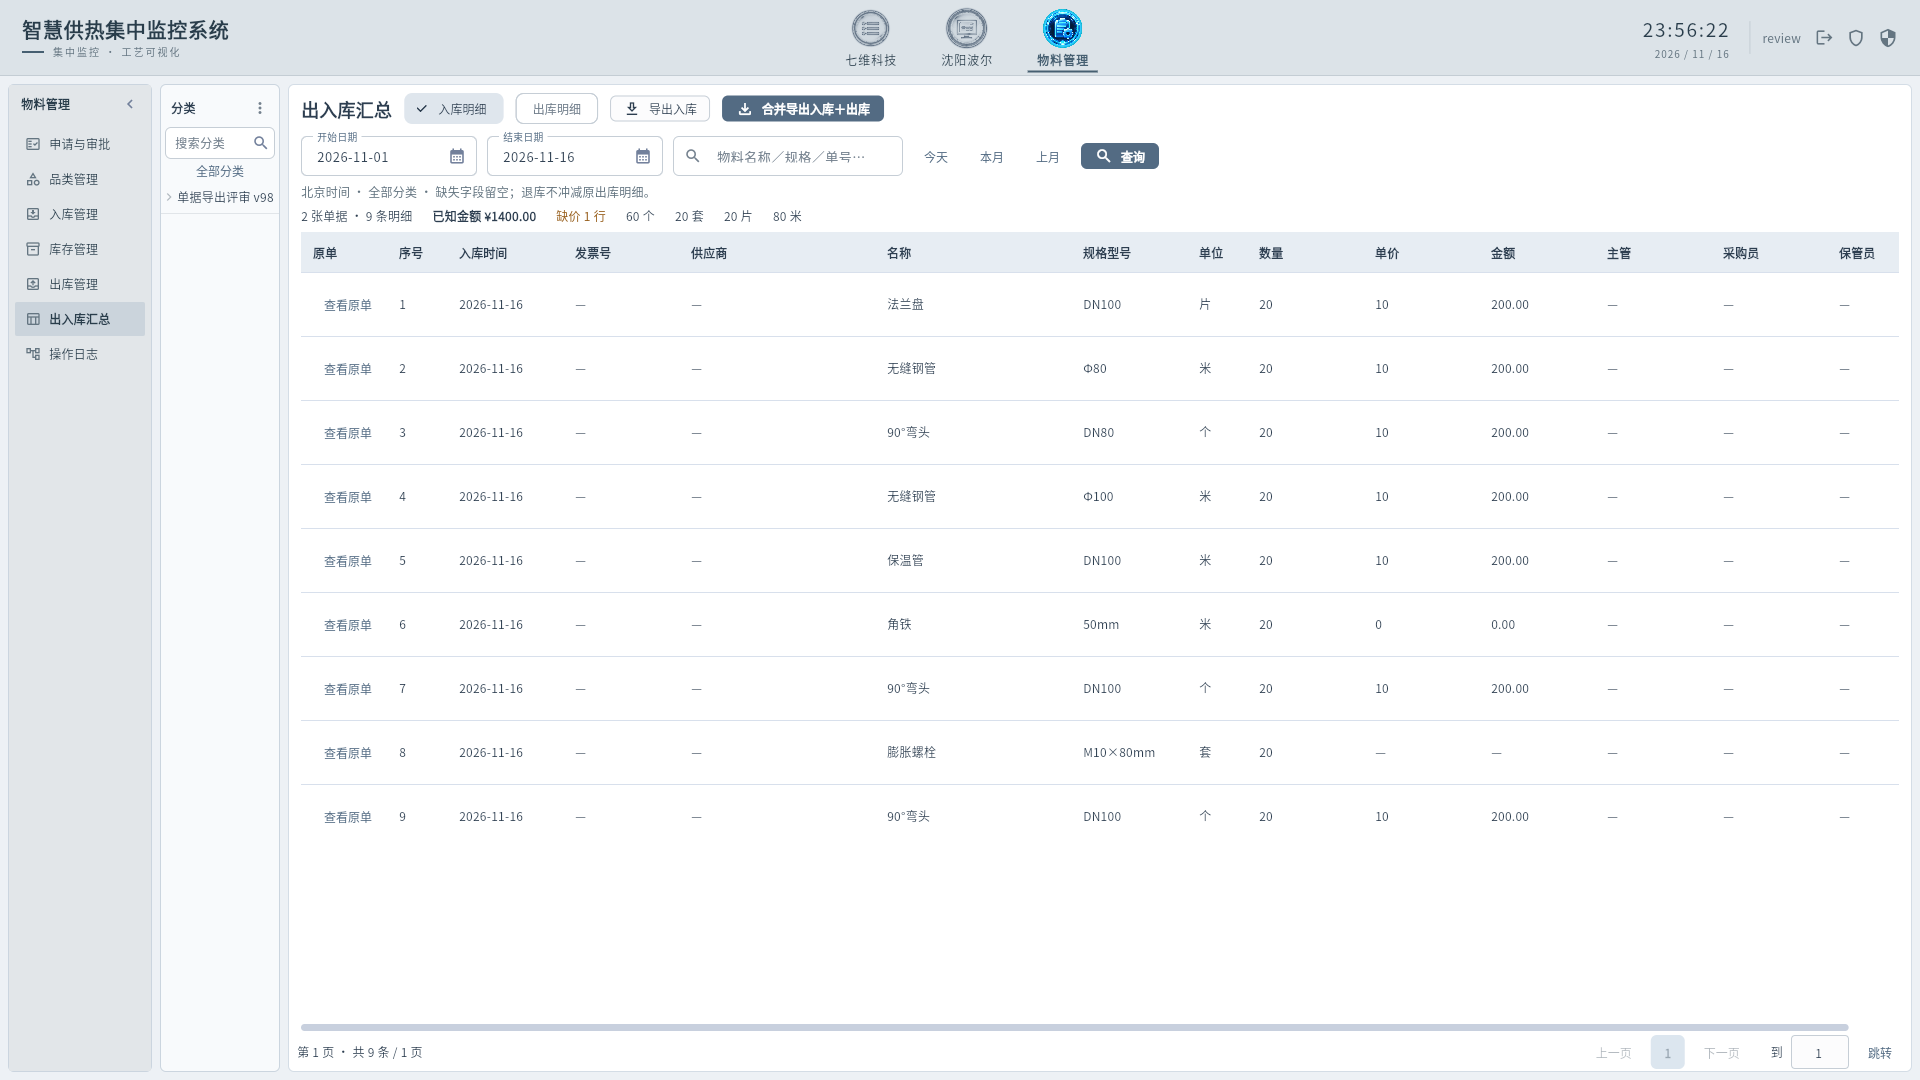 智慧供热集中监控系统
集中监控 · 工艺可视化
七维科技
沈阳波尔
物料管理
23:56:22
2026 / 11 / 16
review
物料管理
申请与审批
品类管理
入库管理
库存管理
出库管理
出入库汇总
操作日志
分类
搜索分类
全部分类
单据导出评审 v98
出入库汇总 入库明细 出库明细 导出入库 合并导出入库＋出库
开始日期 结束日期
2026-11-01 2026-11-16 物料名称／规格／单号… 今天 本月 上月 查询
北京时间 · 全部分类 · 缺失字段留空；退库不冲减原出库明细。
2 张单据 · 9 条明细 已知金额 ¥1400.00 缺价 1 行 60 个 20 套 20 片 80 米
原单 序号 入库时间 发票号 供应商 名称 规格型号 单位 数量 单价 金额 主管 采购员 保管员
查看原单 1 2026-11-16 — — 法兰盘 DN100 片 20 10 200.00 — — —
查看原单 2 2026-11-16 — — 无缝钢管 Φ80 米 20 10 200.00 — — —
查看原单 3 2026-11-16 — — 90°弯头 DN80 个 20 10 200.00 — — —
查看原单 4 2026-11-16 — — 无缝钢管 Φ100 米 20 10 200.00 — — —
查看原单 5 2026-11-16 — — 保温管 DN100 米 20 10 200.00 — — —
查看原单 6 2026-11-16 — — 角铁 50mm 米 20 0 0.00 — — —
查看原单 7 2026-11-16 — — 90°弯头 DN100 个 20 10 200.00 — — —
查看原单 8 2026-11-16 — — 膨胀螺栓 M10×80mm 套 20 — — — — —
查看原单 9 2026-11-16 — — 90°弯头 DN100 个 20 10 200.00 — — —
第 1 页 · 共 9 条 / 1 页 上一页 1 下一页 到 1 跳转